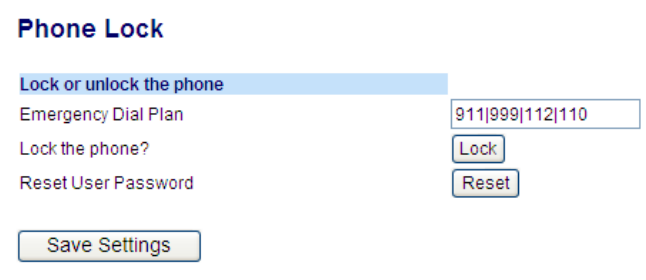 Phone Lock
Lock or unlock the phone
Emergency Dial Plan 911|999|112|110
Lock the phone? Lock
Reset User Password Reset
Save Settings